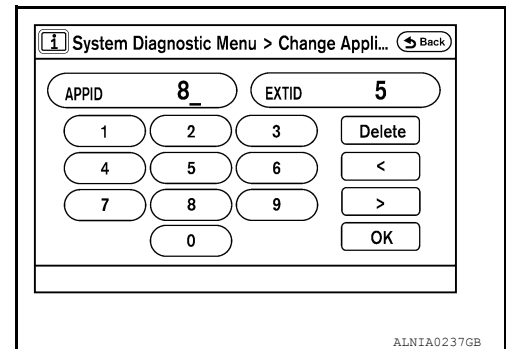 i System Diagnostic Menu > Change Appli... Back
APPID 8_ EXTID 5
1 2 3 Delete
4 5 6 <
7 8 9 >
0 OK
ALNIA0237GB